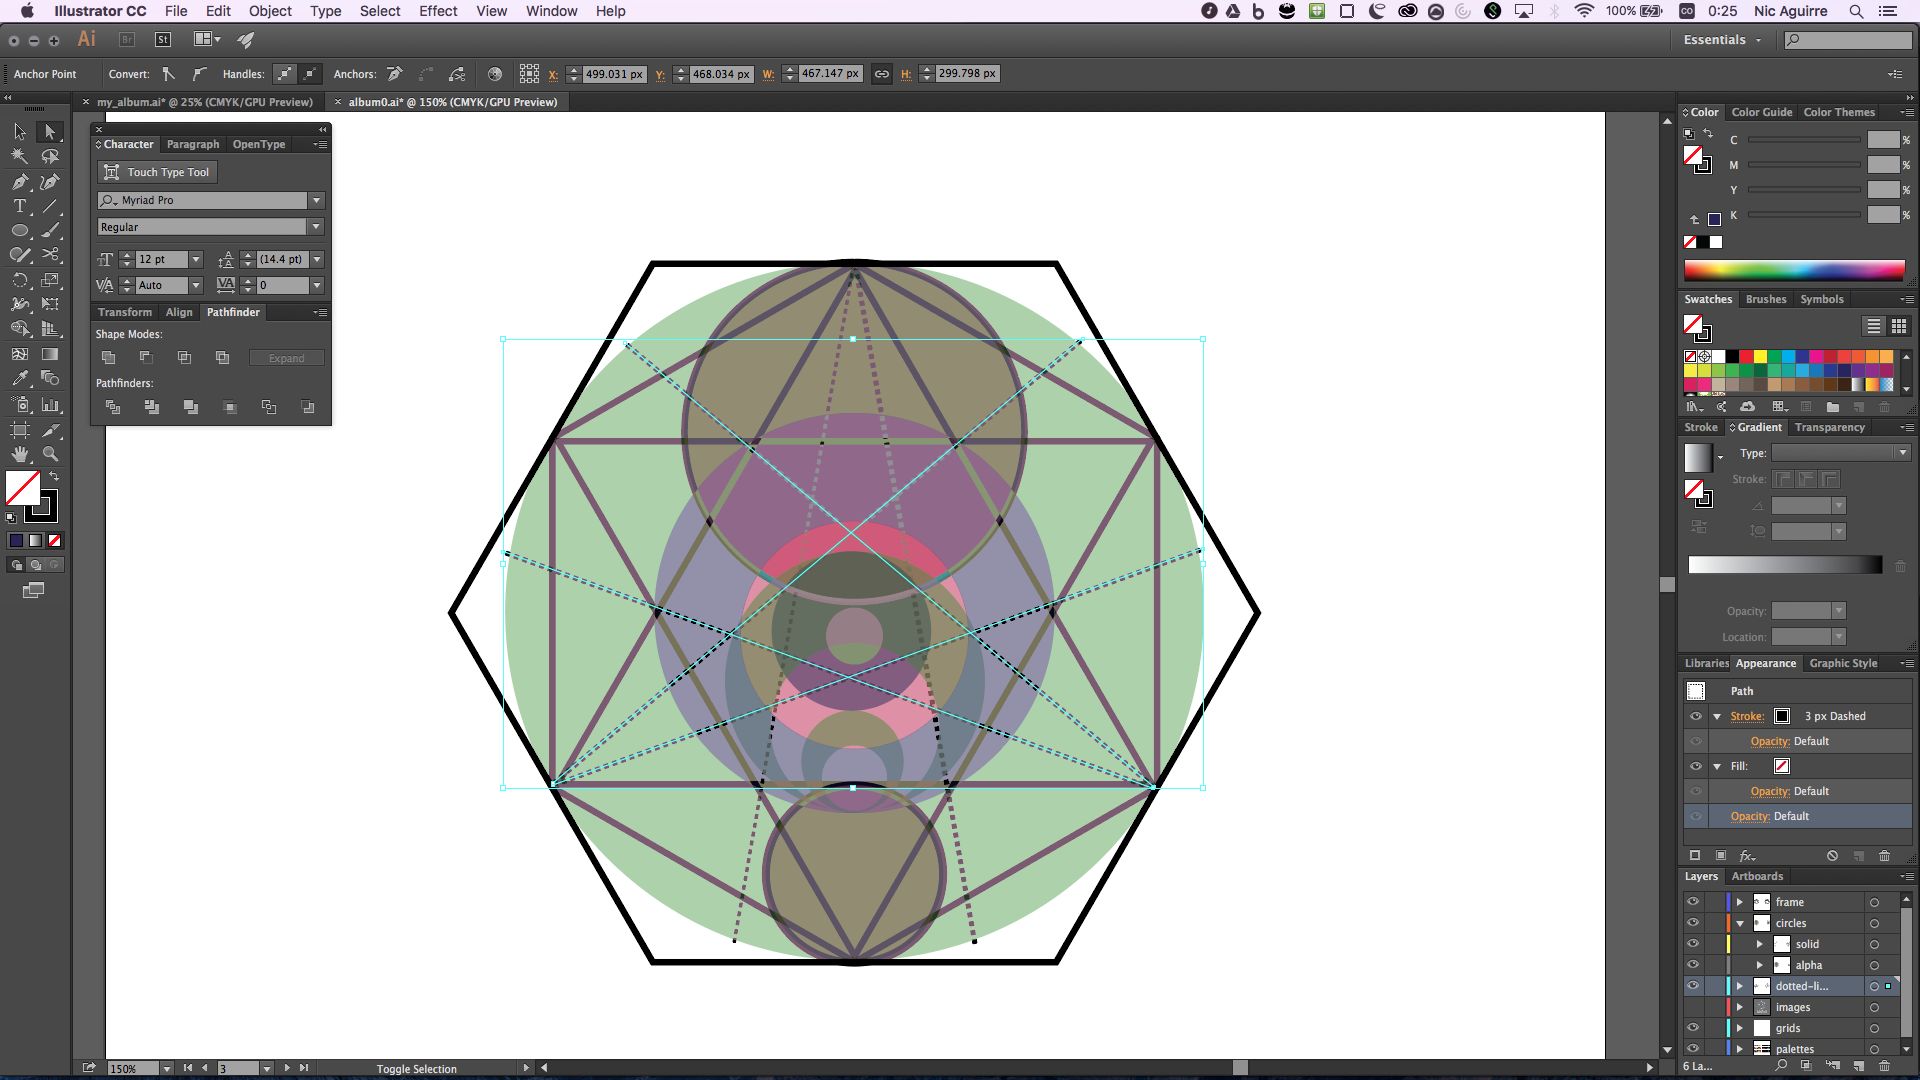 Illustrator CC File Edit Object Type Select Effect View Window Help 100% 0:25 Nic Aguirre
Ai Br St Essentials
Anchor Point Convert: Handles: Anchors: X: 499.031 px Y: 468.034 px W: 467.147 px H: 299.798 px
my_album.ai* @ 25% (CMYK/GPU Preview) album0.ai* @ 150% (CMYK/GPU Preview)
Character Paragraph OpenType
Touch Type Tool
Myriad Pro
Regular
12 pt (14.4 pt)
Auto 0
Transform Align Pathfinder
Shape Modes:
Expand
Pathfinders:
Color Color Guide Color Themes
C %
M %
Y %
K %
Swatches Brushes Symbols
Stroke Gradient Transparency
Type:
Stroke:
Opacity:
Location:
Libraries Appearance Graphic Style
Path
Stroke: 3 px Dashed
Opacity: Default
Fill:
Opacity: Default
Opacity: Default
Layers Artboards
frame
circles
solid
alpha
dotted-li...
images
grids
palettes
6 La...
150% 3 Toggle Selection